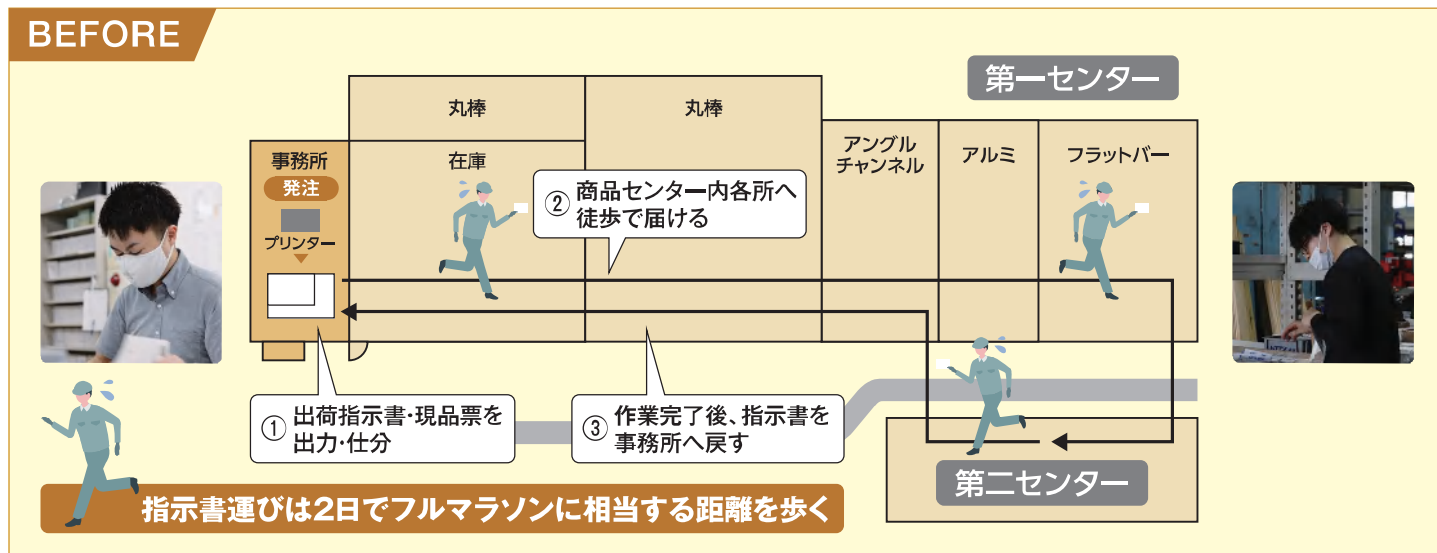 BEFORE
第一センター
丸棒
丸棒
事務所
発注
プリンター
在庫
アングル
チャンネル
アルミ
フラットバー
② 商品センター内各所へ
徒歩で届ける
① 出荷指示書・現品票を
出力・仕分
③ 作業完了後、指示書を
事務所へ戻す
第二センター
指示書運びは2日でフルマラソンに相当する距離を歩く